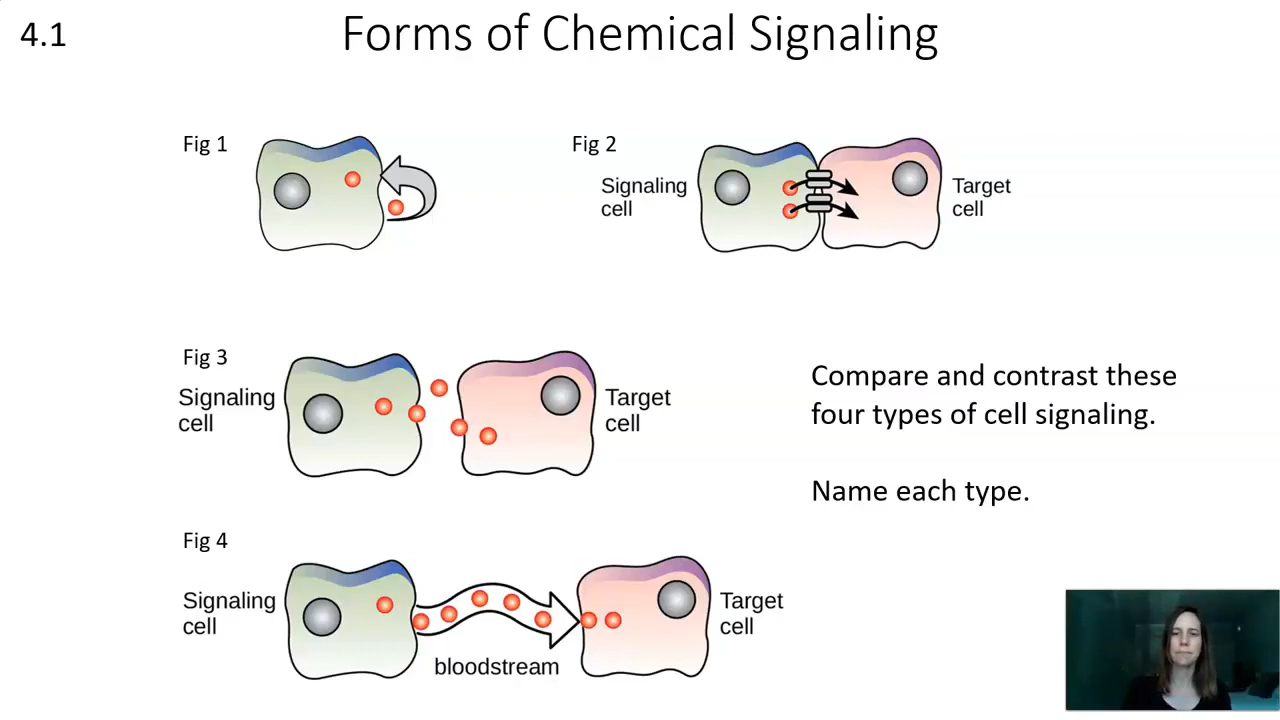 4.1
Forms of Chemical Signaling
Fig 1
Fig 2
Signaling
cell
Target
cell
Fig 3
Signaling
cell
Target
cell
Compare and contrast these
four types of cell signaling.
Name each type.
Fig 4
Signaling
cell
bloodstream
Target
cell